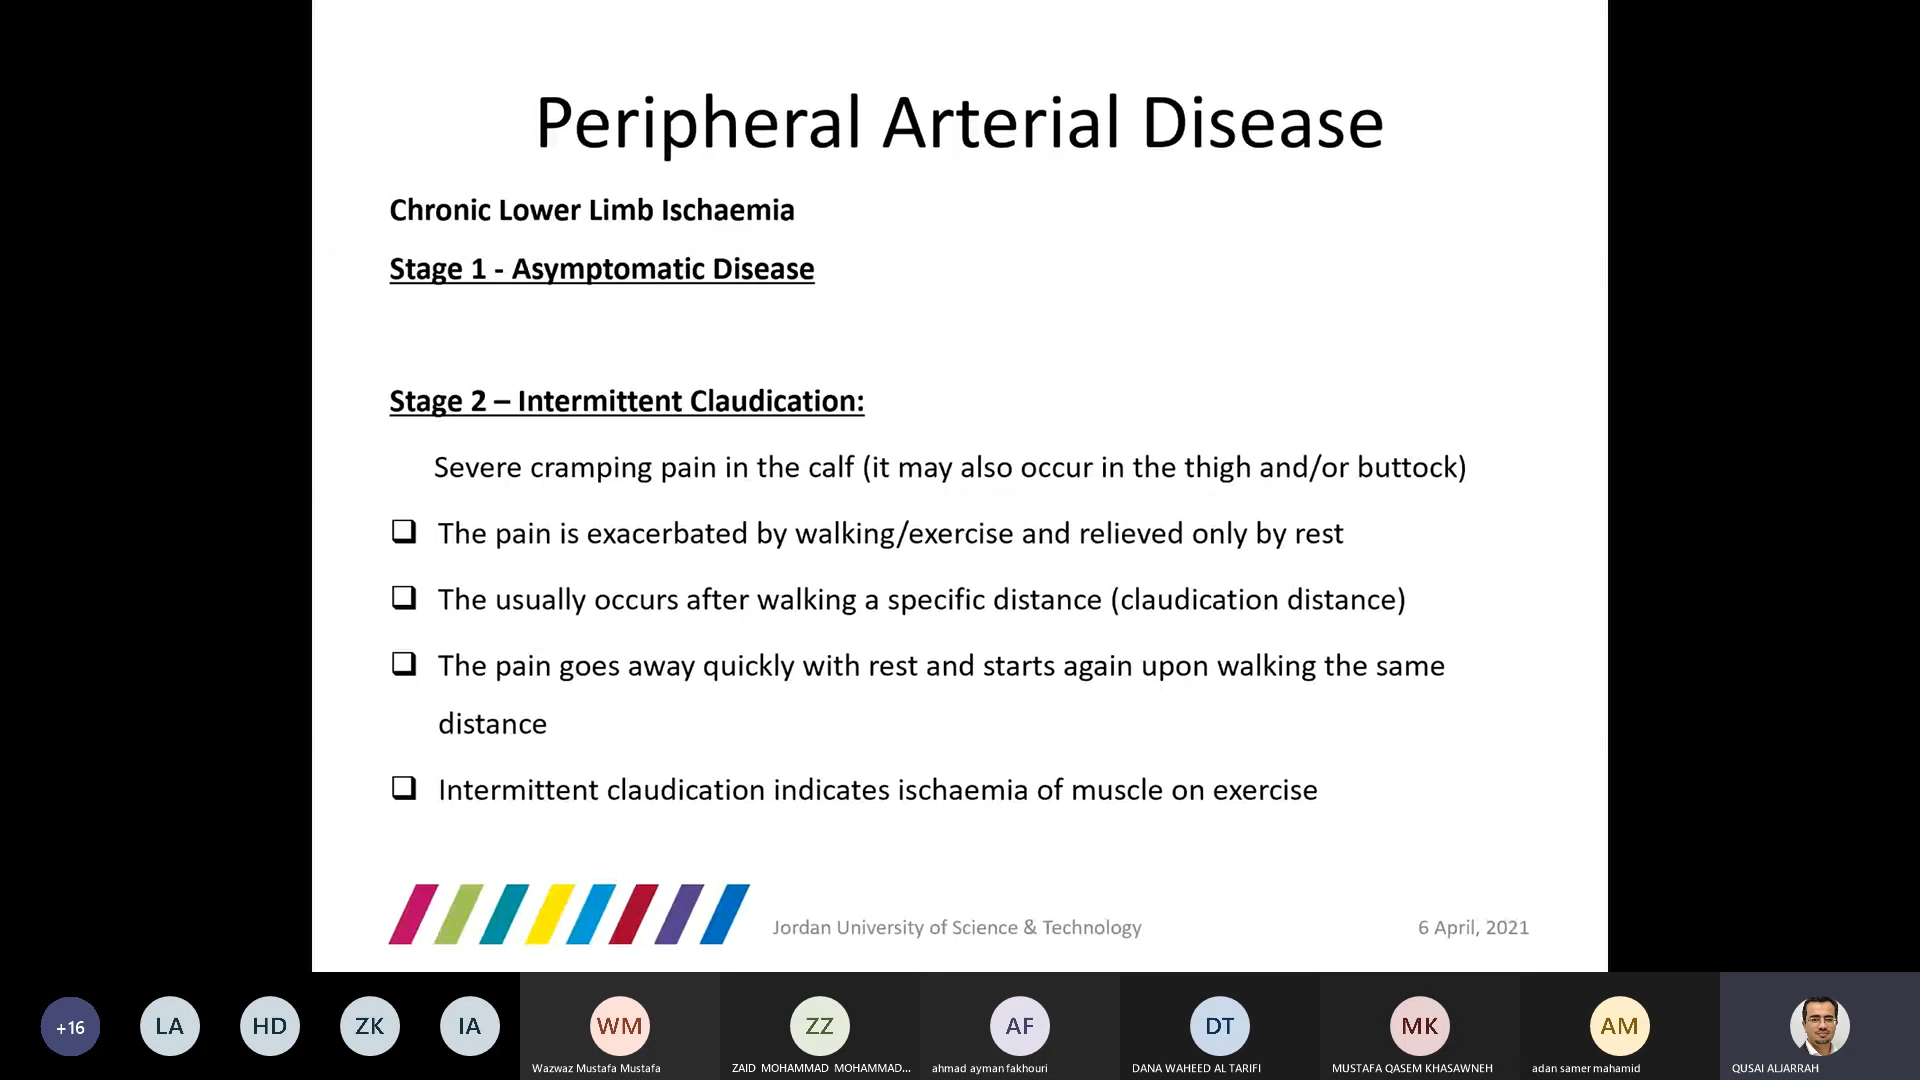 Peripheral Arterial Disease
Chronic Lower Limb Ischaemia
Stage 1 - Asymptomatic Disease
Stage 2 – Intermittent Claudication:
Severe cramping pain in the calf (it may also occur in the thigh and/or buttock)
❑ The pain is exacerbated by walking/exercise and relieved only by rest
❑ The usually occurs after walking a specific distance (claudication distance)
❑ The pain goes away quickly with rest and starts again upon walking the same
distance
❑ Intermittent claudication indicates ischaemia of muscle on exercise
Jordan University of Science & Technology
6 April, 2021
+16
LA
HD
ZK
IA
WM
ZZ
AF
DT
MK
AM
Wazwaz Mustafa Mustafa
ZAID MOHAMMAD MOHAMMAD...
ahmad ayman fakhouri
DANA WAHEED AL TARIFI
MUSTAFA QASEM KHASAWNEH
adan samer mahamid
QUSAI ALJARRAH